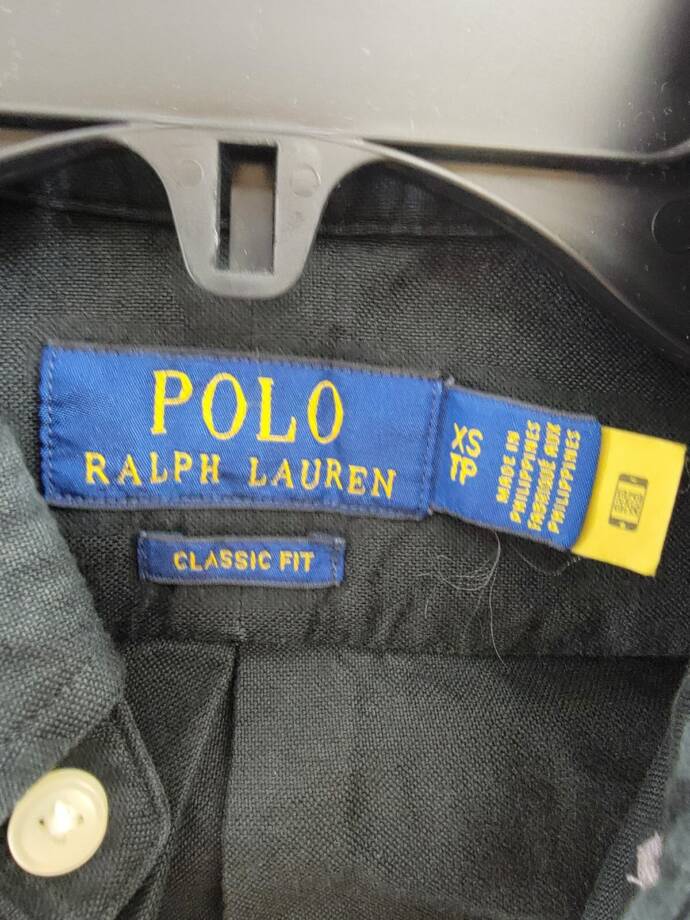 POLO
RALPH LAUREN
XS
TP
MADE IN
PHILIPPINES
FABRIQUÉ AUX
PHILIPPINES
CLASSIC FIT